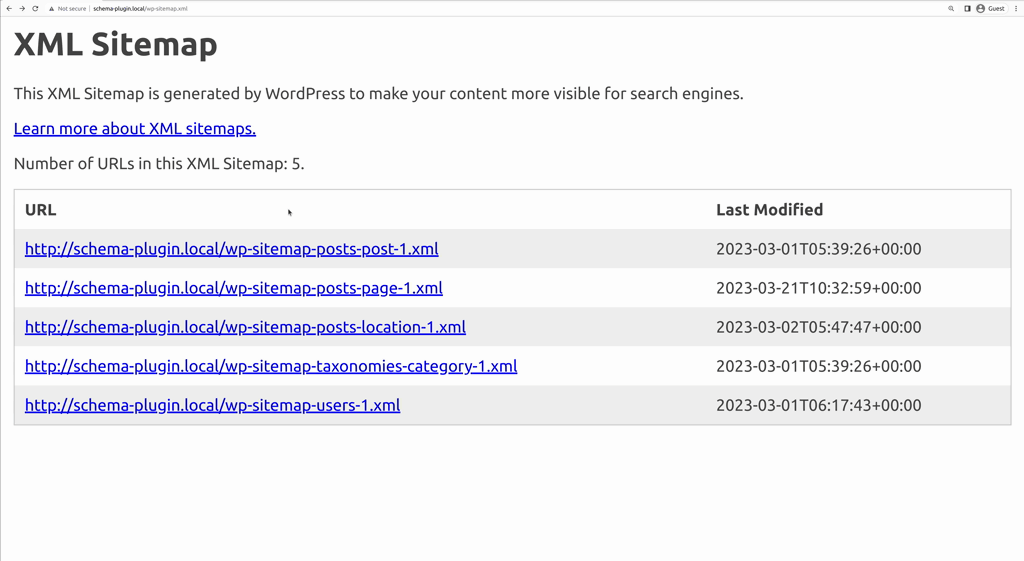 Not secure | schema-plugin.local/wp-sitemap.xml Guest
XML Sitemap
This XML Sitemap is generated by WordPress to make your content more visible for search engines.
Learn more about XML sitemaps.
Number of URLs in this XML Sitemap: 5.
URL Last Modified
http://schema-plugin.local/wp-sitemap-posts-post-1.xml 2023-03-01T05:39:26+00:00
http://schema-plugin.local/wp-sitemap-posts-page-1.xml 2023-03-21T10:32:59+00:00
http://schema-plugin.local/wp-sitemap-posts-location-1.xml 2023-03-02T05:47:47+00:00
http://schema-plugin.local/wp-sitemap-taxonomies-category-1.xml 2023-03-01T05:39:26+00:00
http://schema-plugin.local/wp-sitemap-users-1.xml 2023-03-01T06:17:43+00:00